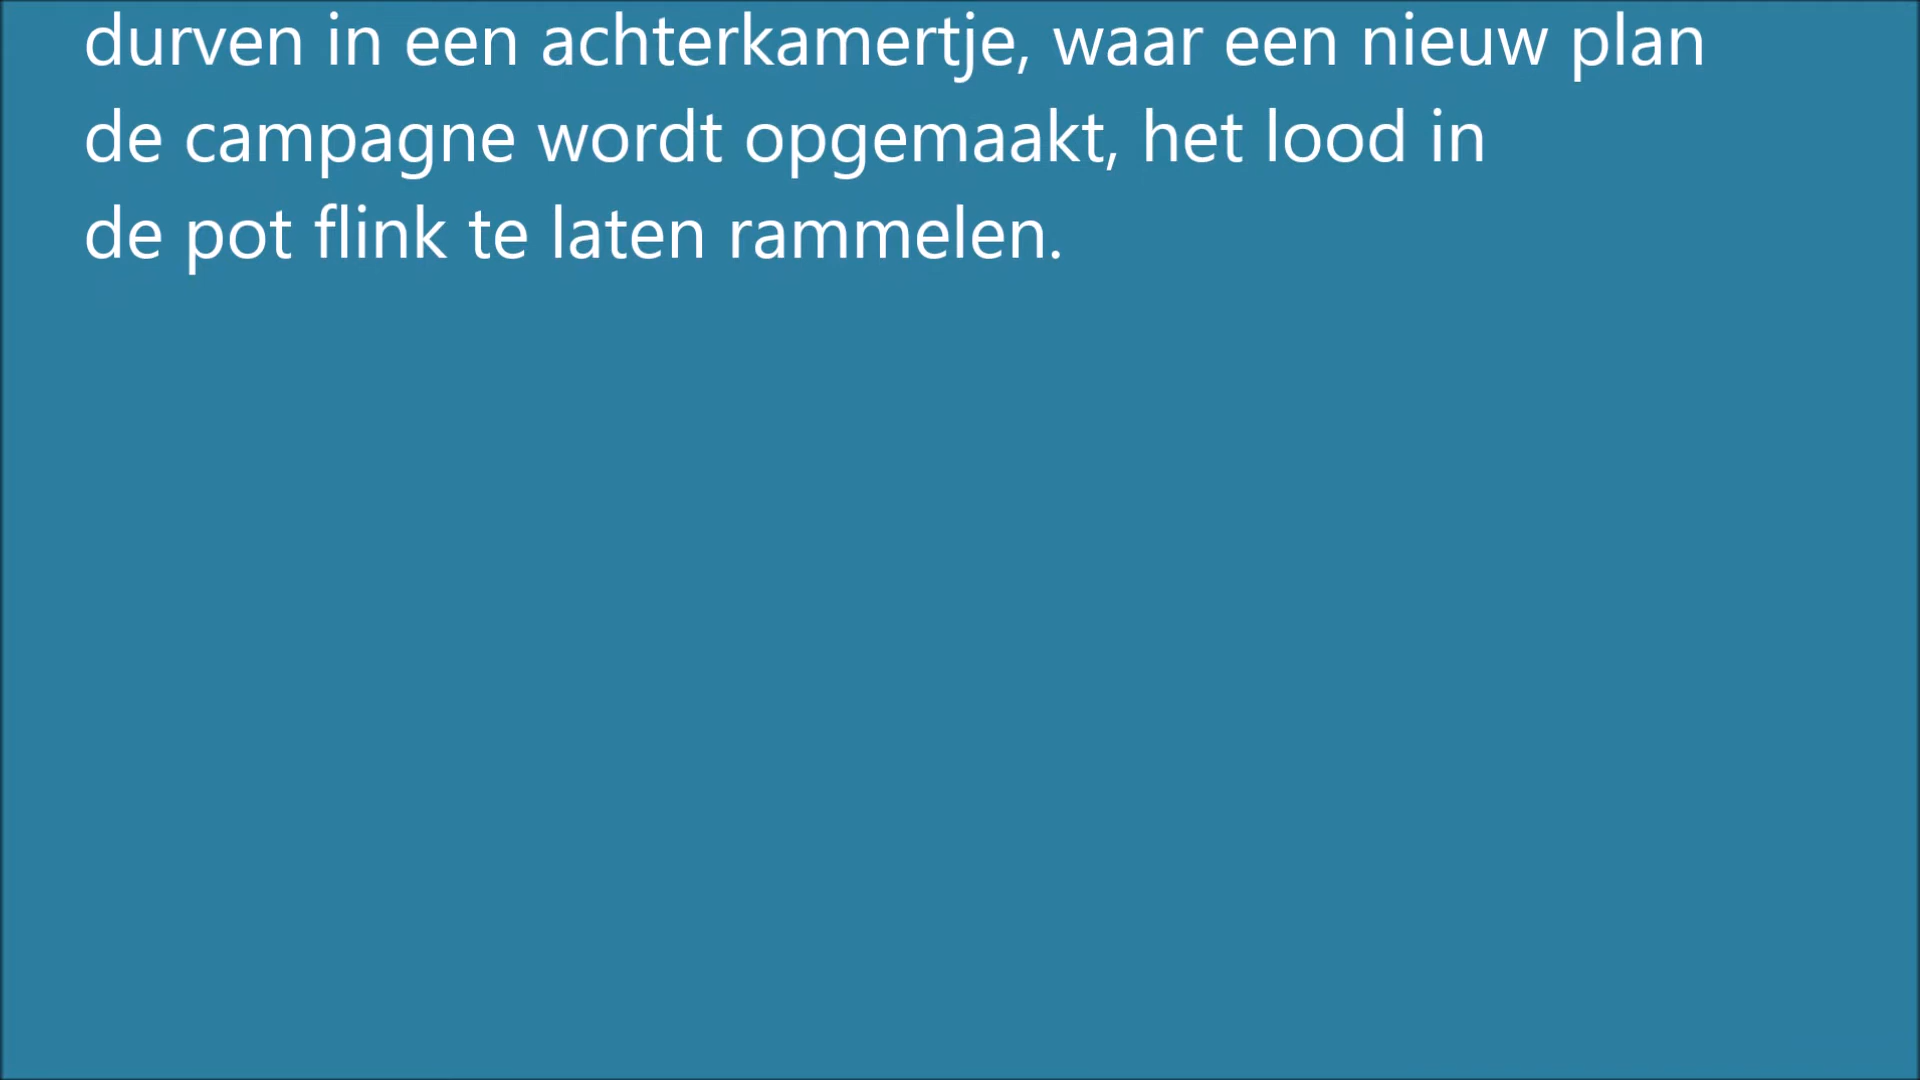 durven in een achterkamertje, waar een nieuw plan
de campagne wordt opgemaakt, het lood in
de pot flink te laten rammelen.